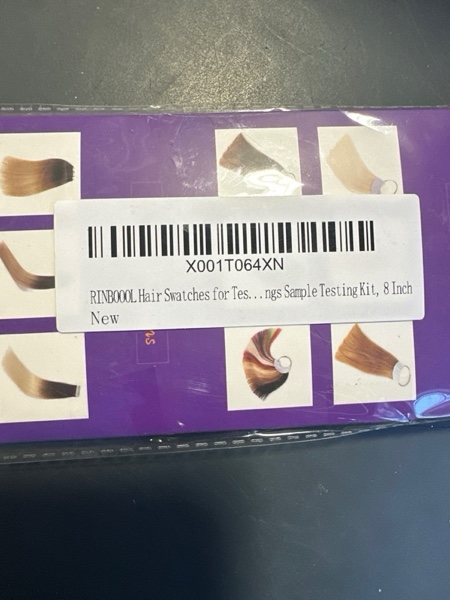 X001T064XN
RINBOOOL Hair Swatches for Tes...ngs Sample Testing Kit, 8 Inch
New